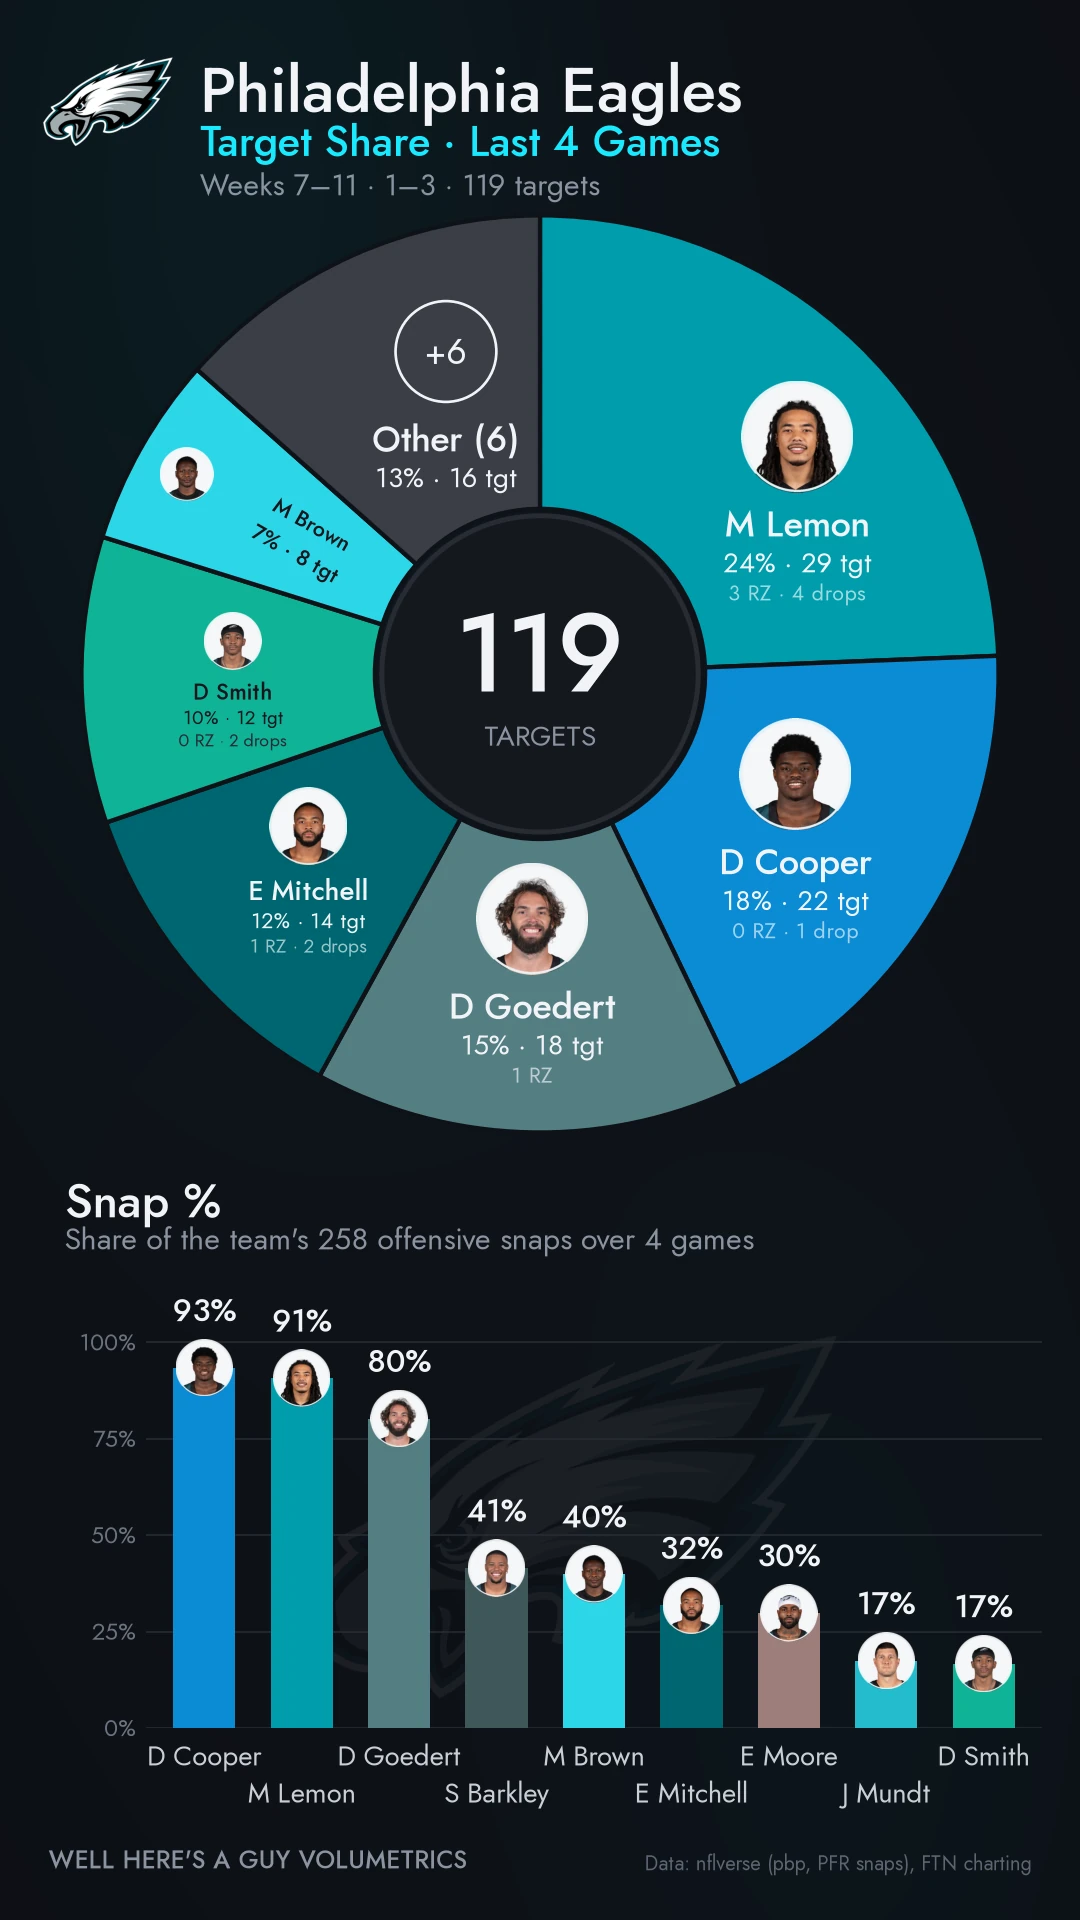 Philadelphia Eagles
Target Share · Last 4 Games
Weeks 7–11 · 1–3 · 119 targets
+6
Other (6)
13% · 16 tgt
M Lemon
24% · 29 tgt
3 RZ · 4 drops
M Brown
7% · 8 tgt
119
TARGETS
D Smith
10% · 12 tgt
0 RZ · 2 drops
D Cooper
18% · 22 tgt
0 RZ · 1 drop
E Mitchell
12% · 14 tgt
1 RZ · 2 drops
D Goedert
15% · 18 tgt
1 RZ
Snap %
Share of the team's 258 offensive snaps over 4 games
93%
91%
80%
41%
40%
32%
30%
17%
17%
100%
75%
50%
25%
0%
D Cooper
M Lemon
D Goedert
S Barkley
M Brown
E Mitchell
E Moore
J Mundt
D Smith
WELL HERE'S A GUY VOLUMETRICS
Data: nflverse (pbp, PFR snaps), FTN charting